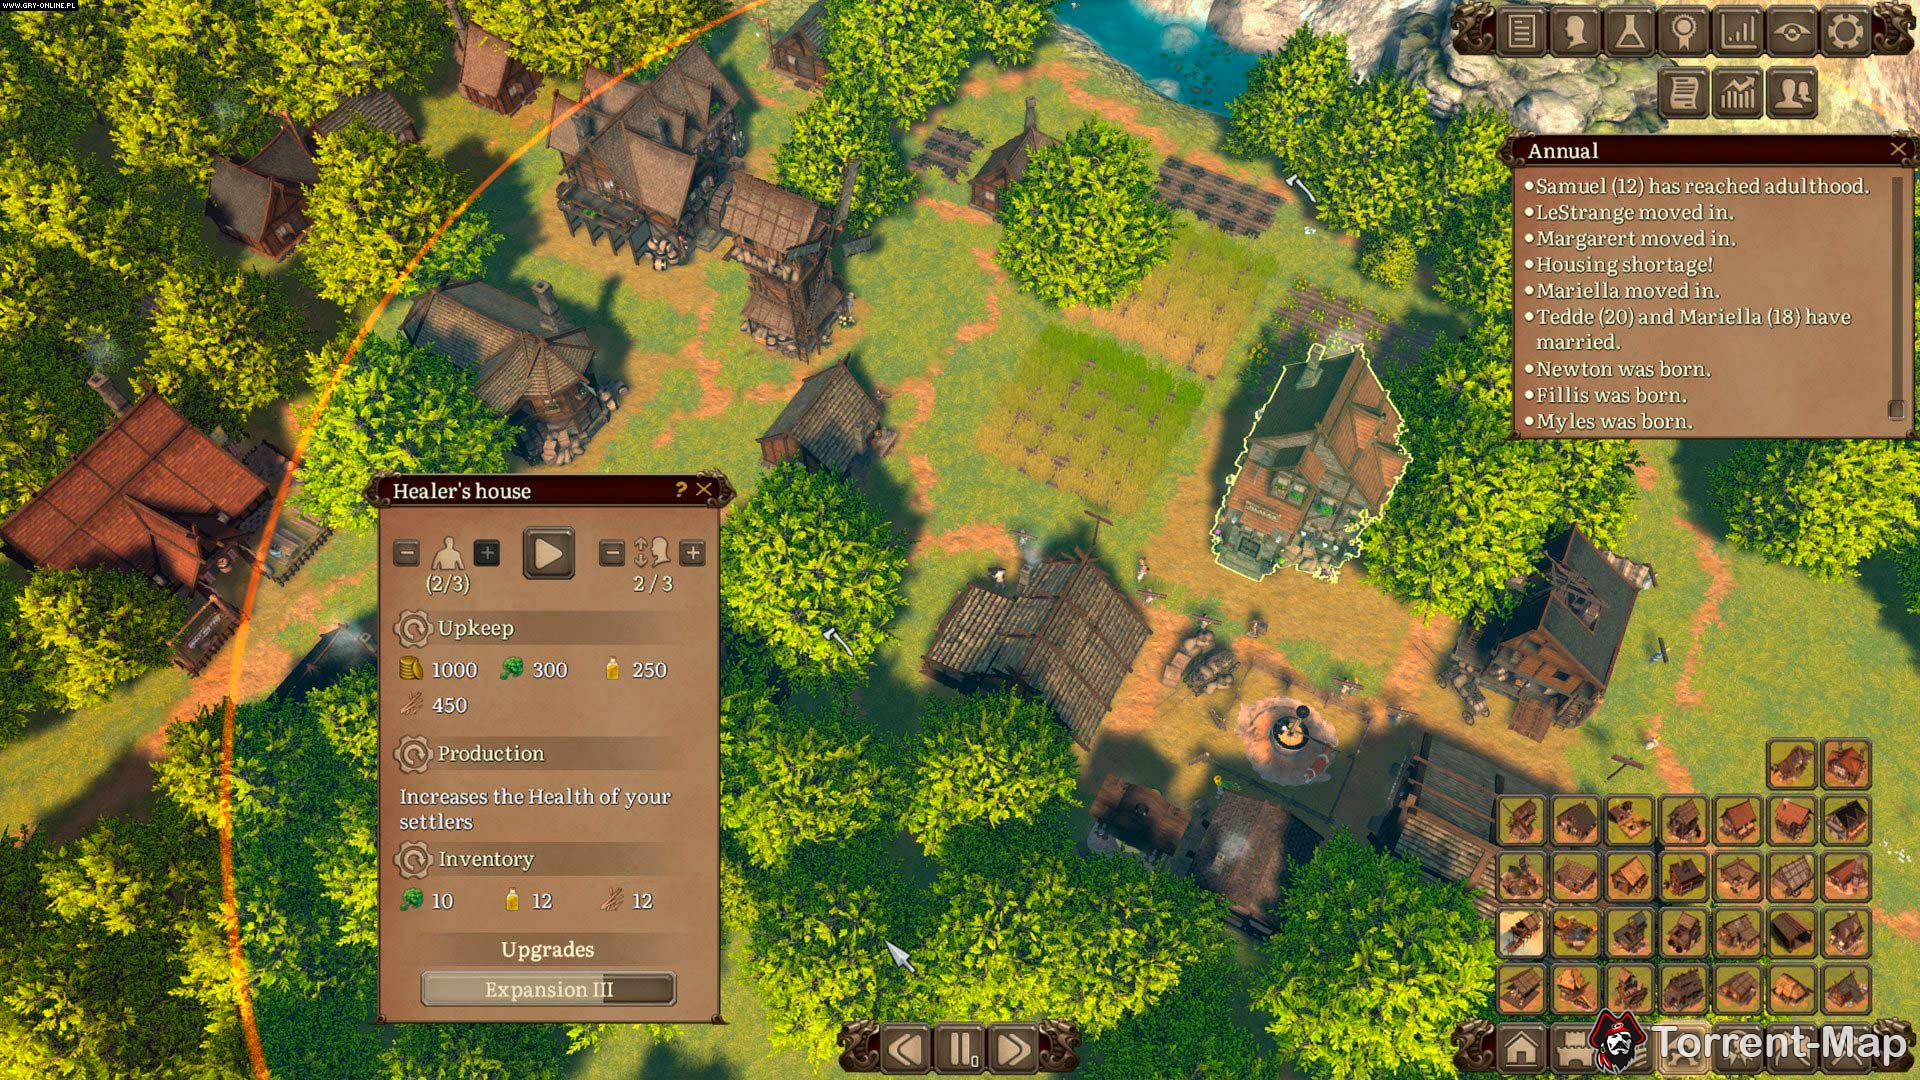 WWW.GRY-ONLINE.PL
Annual
•Samuel (12) has reached adulthood.
•LeStrange moved in.
•Margarert moved in.
•Housing shortage!
•Mariella moved in.
•Tedde (20) and Mariella (18) have
married.
•Newton was born.
•Fillis was born.
•Myles was born.
Healer's house ?
(2/3) 2 / 3
Upkeep
1000 300 250
450
Production
Increases the Health of your
settlers
Inventory
10 12 12
Upgrades
Expansion III
0
Torrent-Map